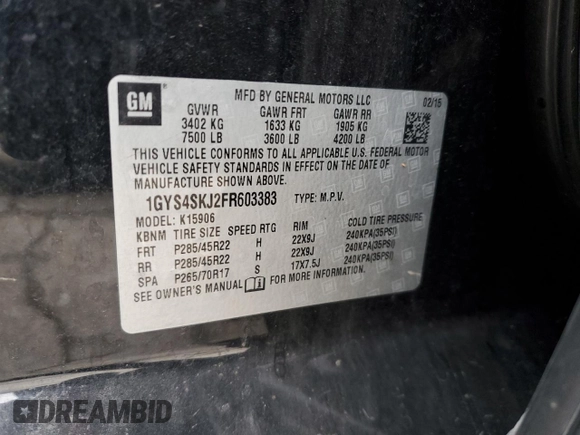 GM
MFD BY GENERAL MOTORS LLC 02/15
GVWR GAWR FRT GAWR RR
3402 KG 1633 KG 1905 KG
7500 LB 3600 LB 4200 LB
THIS VEHICLE CONFORMS TO ALL APPLICABLE U.S. FEDERAL MOTOR
VEHICLE SAFETY STANDARDS IN EFFECT ON THE DATE OF
MANUFACTURE SHOWN ABOVE.
1GYS4SKJ2FR603383 TYPE: M.P.V.
MODEL: K15906
KBNM TIRE SIZE SPEED RTG RIM COLD TIRE PRESSURE
FRT P285/45R22 H 22X9J 240KPA(35PSI)
RR P285/45R22 H 22X9J 240KPA(35PSI)
SPA P265/70R17 S 17X7.5J 240KPA(35PSI)
SEE OWNER'S MANUAL FOR MORE INFORMATION.
DREAMBID